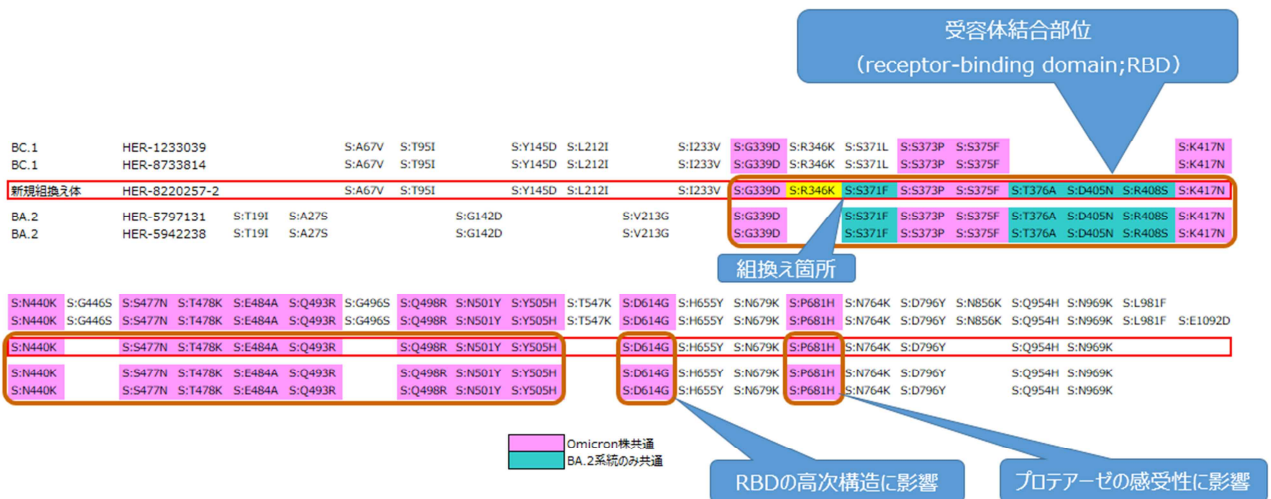 受容体結合部位
（receptor-binding domain;RBD）
BC.1 HER-1233039 S:A67V S:T95I S:Y145D S:L212I S:I233V S:G339D S:R346K S:S371L S:S373P S:S375F S:K417N
BC.1 HER-8733814 S:A67V S:T95I S:Y145D S:L212I S:I233V S:G339D S:R346K S:S371L S:S373P S:S375F S:K417N
新規組換え体 HER-8220257-2 S:A67V S:T95I S:Y145D S:L212I S:I233V S:G339D S:R346K S:S371F S:S373P S:S375F S:T376A S:D405N S:R408S S:K417N
BA.2 HER-5797131 S:T19I S:A27S S:G142D S:V213G S:G339D S:S371F S:S373P S:S375F S:T376A S:D405N S:R408S S:K417N
BA.2 HER-5942238 S:T19I S:A27S S:G142D S:V213G S:G339D S:S371F S:S373P S:S375F S:T376A S:D405N S:R408S S:K417N
組換え箇所
S:N440K S:G446S S:S477N S:T478K S:E484A S:Q493R S:G496S S:Q498R S:N501Y S:Y505H S:T547K S:D614G S:H655Y S:N679K S:P681H S:N764K S:D796Y S:N856K S:Q954H S:N969K S:L981F
S:N440K S:G446S S:S477N S:T478K S:E484A S:Q493R S:G496S S:Q498R S:N501Y S:Y505H S:T547K S:D614G S:H655Y S:N679K S:P681H S:N764K S:D796Y S:N856K S:Q954H S:N969K S:L981F S:E1092D
S:N440K S:S477N S:T478K S:E484A S:Q493R S:Q498R S:N501Y S:Y505H S:D614G S:H655Y S:N679K S:P681H S:N764K S:D796Y S:Q954H S:N969K
S:N440K S:S477N S:T478K S:E484A S:Q493R S:Q498R S:N501Y S:Y505H S:D614G S:H655Y S:N679K S:P681H S:N764K S:D796Y S:Q954H S:N969K
S:N440K S:S477N S:T478K S:E484A S:Q493R S:Q498R S:N501Y S:Y505H S:D614G S:H655Y S:N679K S:P681H S:N764K S:D796Y S:Q954H S:N969K
Omicron株共通
BA.2系統のみ共通
RBDの高次構造に影響
プロテアーゼの感受性に影響